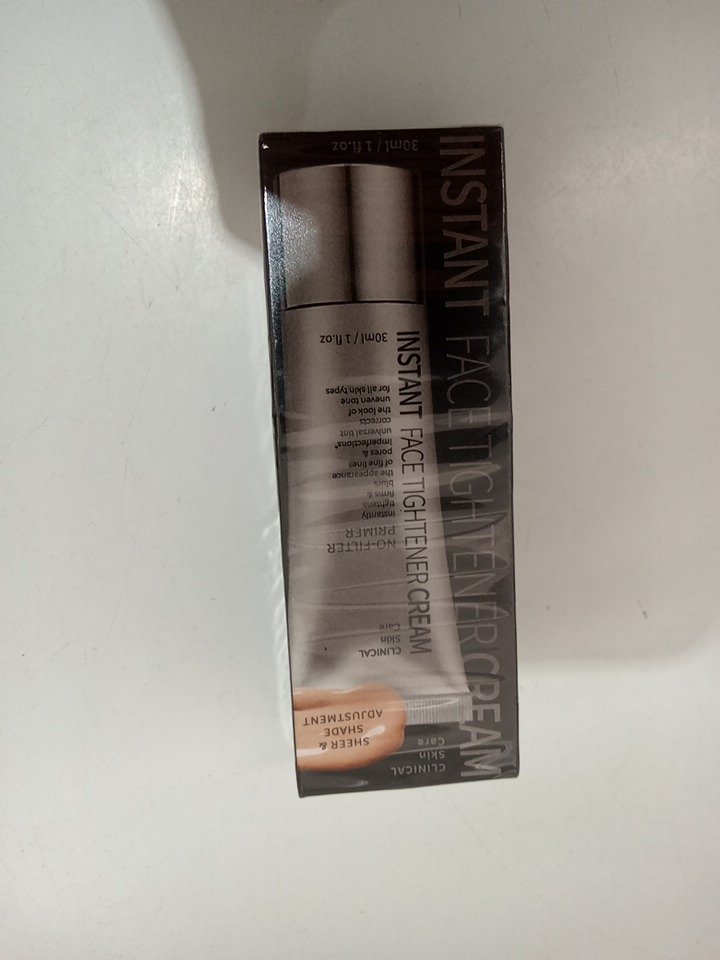 CLINICAL
Skin
Care
SHEER &
SHADE
ADJUSTMENT
CLINICAL
Skin
Care
NO-FILTER
PRIMER
instantly
tightens
firms &
blurs
the appearance
of fine lines
pores &
imperfections*
universal tint
corrects
the look of
uneven tone
for all skin types
INSTANT FACE TIGHTENER CREAM
30ml / 1 fl.oz
INSTANT FACE TIGHTENER CREAM
30ml / 1 fl.oz